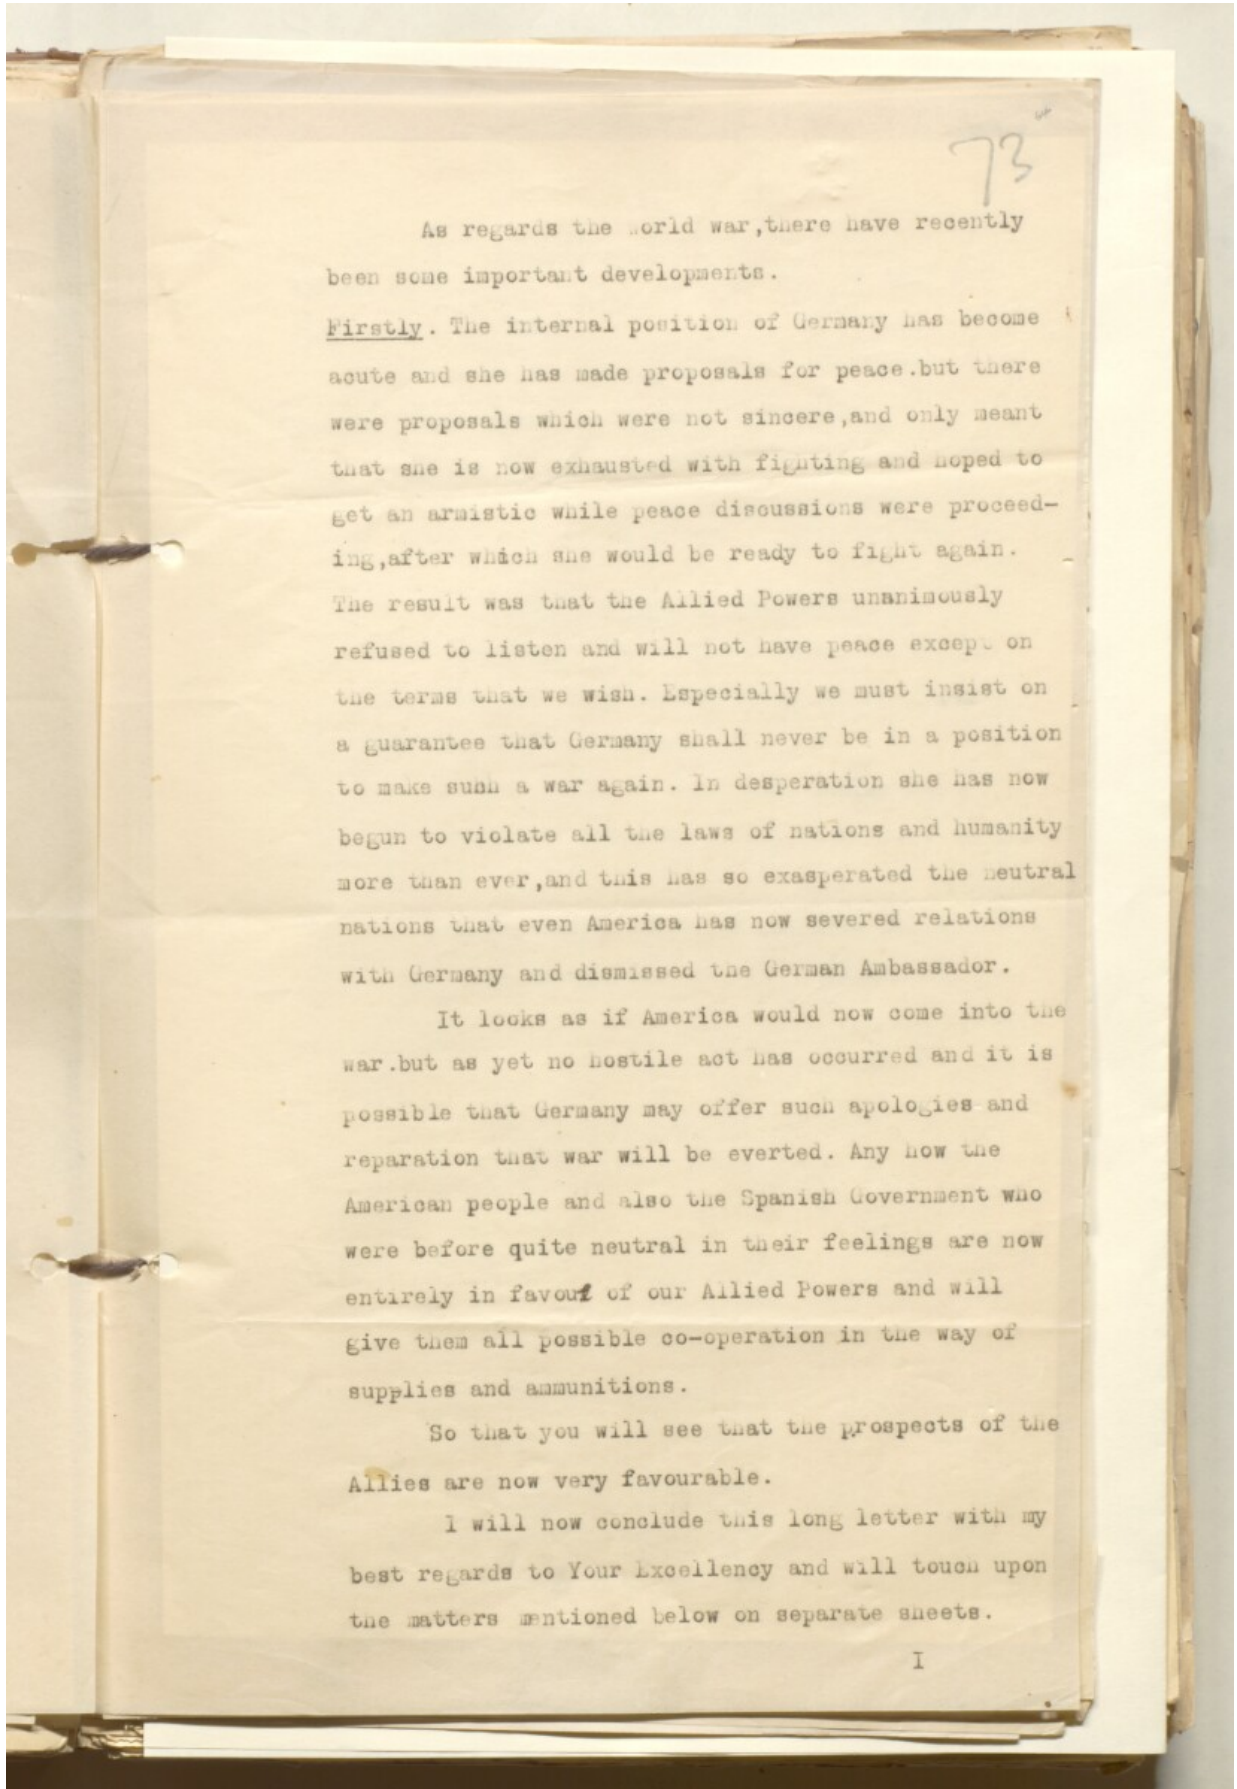 73
As regards the world war,there have recently
been some important developments.
Firstly. The internal position of Germany has become
acute and she has made proposals for peace.but there
were proposals which were not sincere,and only meant
that she is now exhausted with fighting and hoped to
get an armistic while peace discussions were proceed-
ing,after which she would be ready to fight again.
The result was that the Allied Powers unanimously
refused to listen and will not have peace except on
the terms that we wish. Especially we must insist on
a guarantee that Germany shall never be in a position
to make suhh a war again. In desperation she has now
begun to violate all the laws of nations and humanity
more than ever,and this has so exasperated the neutral
nations that even America has now severed relations
with Germany and dismissed the German Ambassador.
It looks as if America would now come into the
war.but as yet no hostile act has occurred and it is
possible that Germany may offer such apologies and
reparation that war will be everted. Any how the
American people and also the Spanish Government who
were before quite neutral in their feelings are now
entirely in favour of our Allied Powers and will
give them all possible co-operation in the way of
supplies and ammunitions.
So that you will see that the prospects of the
Allies are now very favourable.
I will now conclude this long letter with my
best regards to Your Excellency and will touch upon
the matters mentioned below on separate sheets.
I